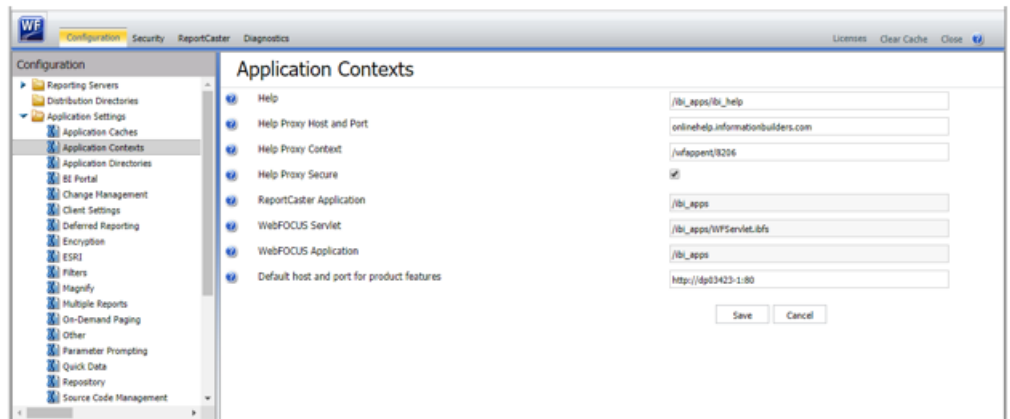 WF
Configuration Security ReportCaster Diagnostics Licenses Clear Cache Close
Configuration
Reporting Servers
Distribution Directories
Application Settings
Application Caches
Application Contexts
Application Directories
BI Portal
Change Management
Client Settings
Deferred Reporting
Encryption
ESRI
Filters
Magnify
Multiple Reports
On-Demand Paging
Other
Parameter Prompting
Quick Data
Repository
Source Code Management
Application Contexts
Help /ibi_apps/ibi_help
Help Proxy Host and Port onlinehelp.informationbuilders.com
Help Proxy Context /wfappent/8206
Help Proxy Secure
ReportCaster Application /ibi_apps
WebFOCUS Servlet /ibi_apps/WFServlet.ibfs
WebFOCUS Application /ibi_apps
Default host and port for product features http://dp03423-1:80
Save Cancel